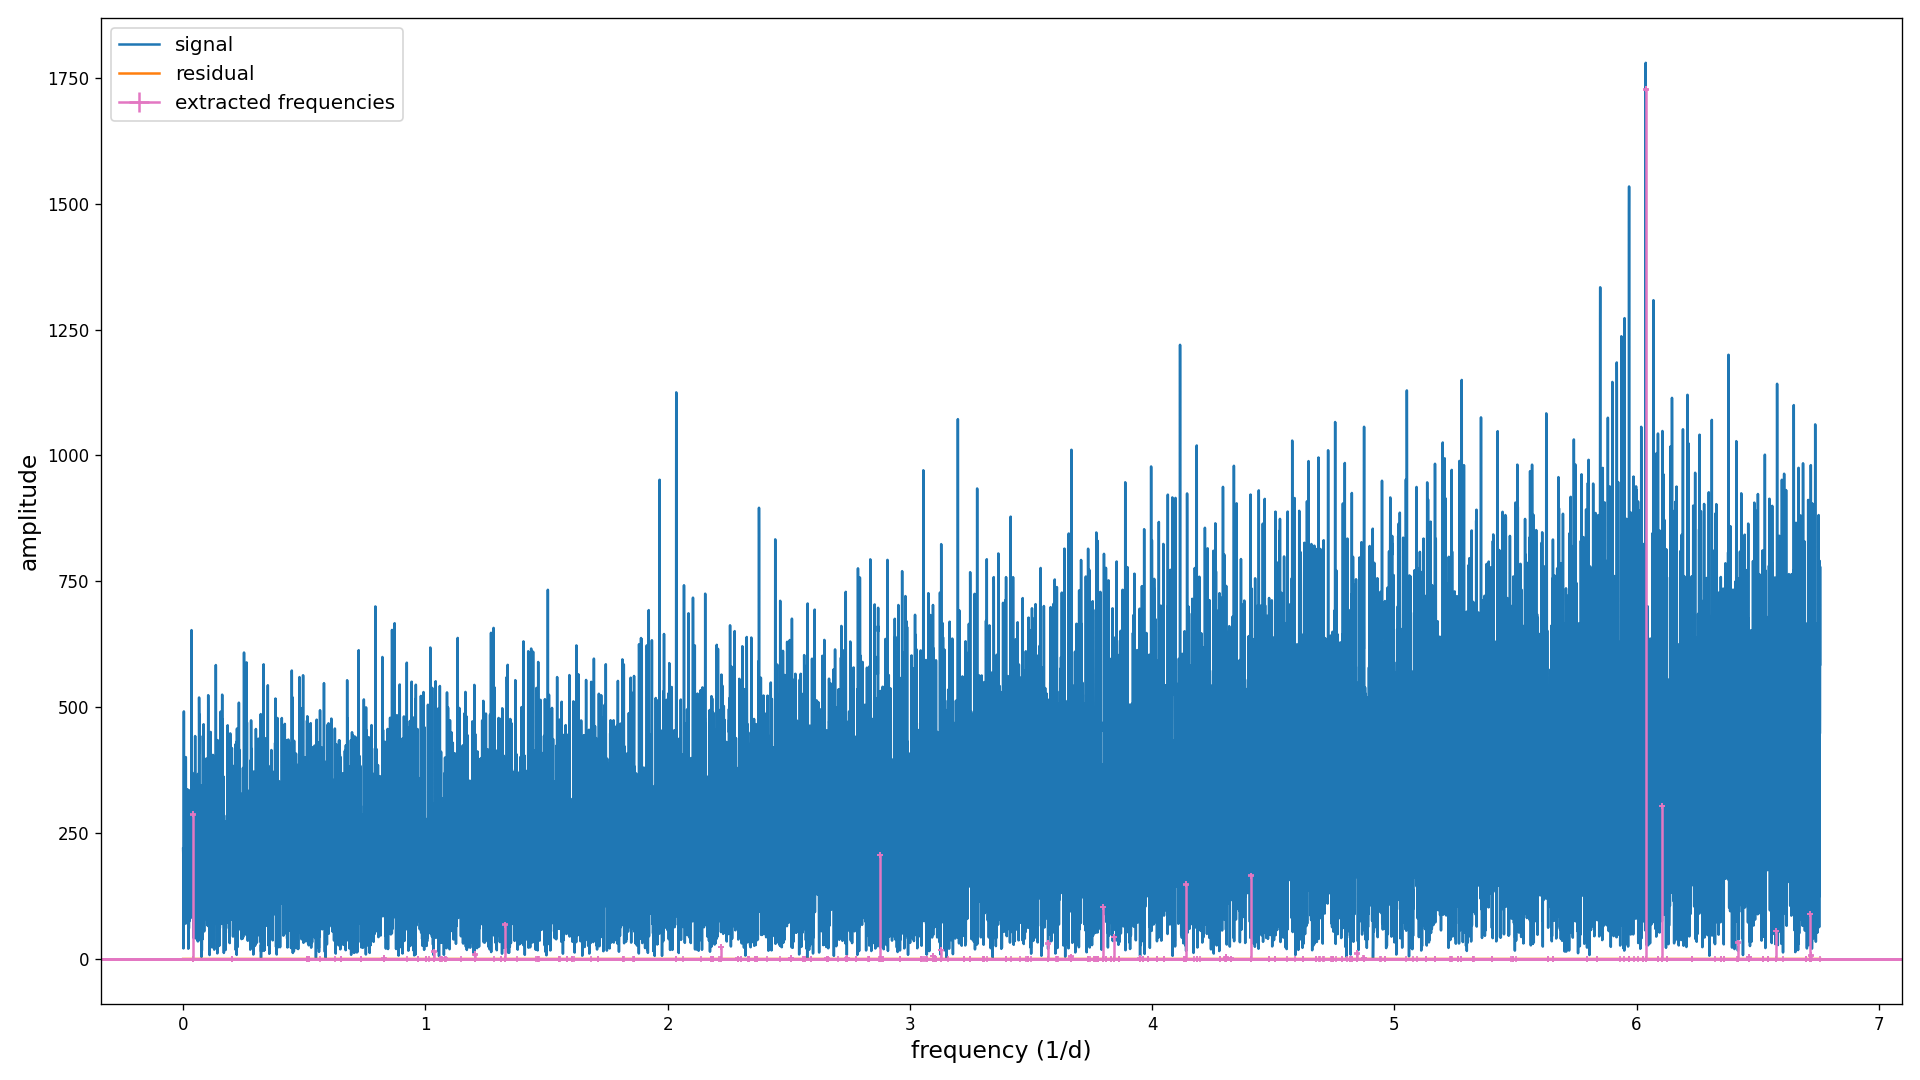 signal
residual
extracted frequencies
1750
1500
1250
1000
750
500
250
0
amplitude
0 1 2 3 4 5 6 7
frequency (1/d)